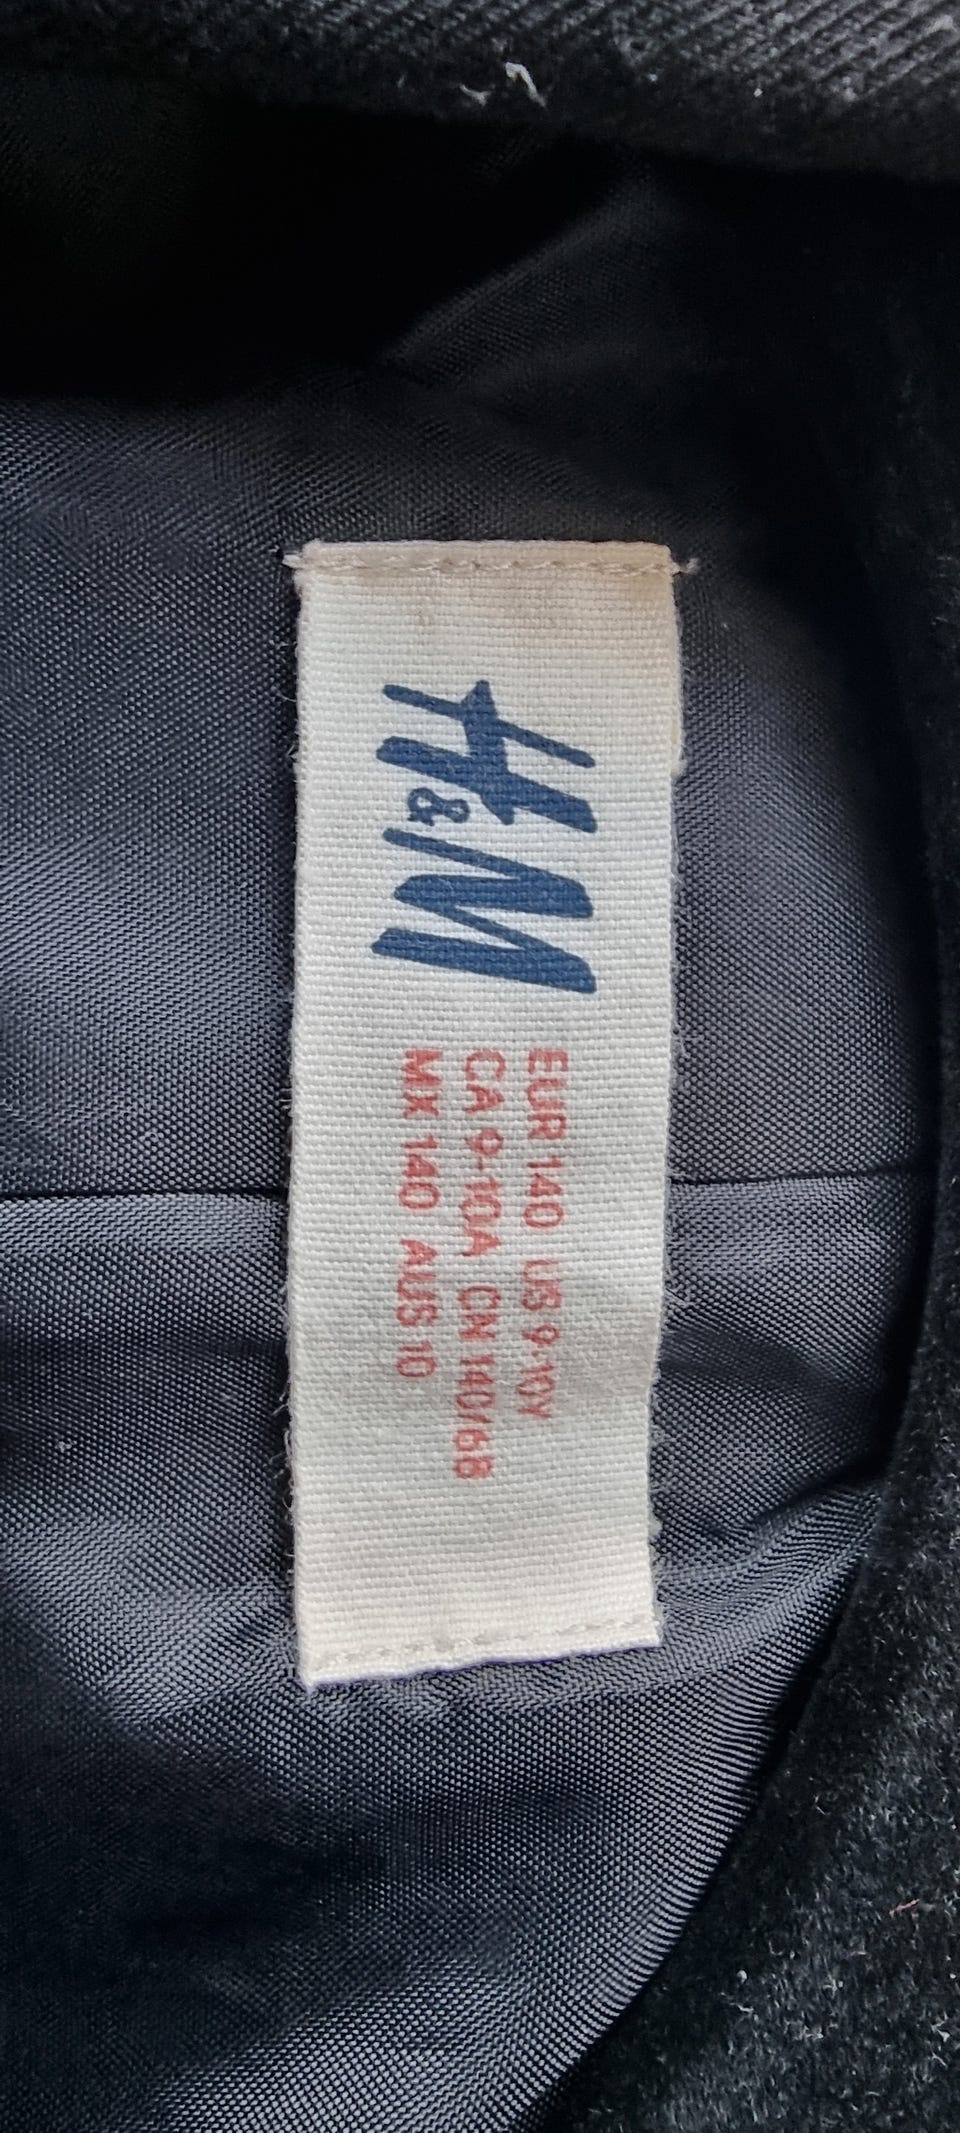 H&M
EUR 140 US 9-10Y
CA 9-10A CN 140/68
MX 140 AUS 10